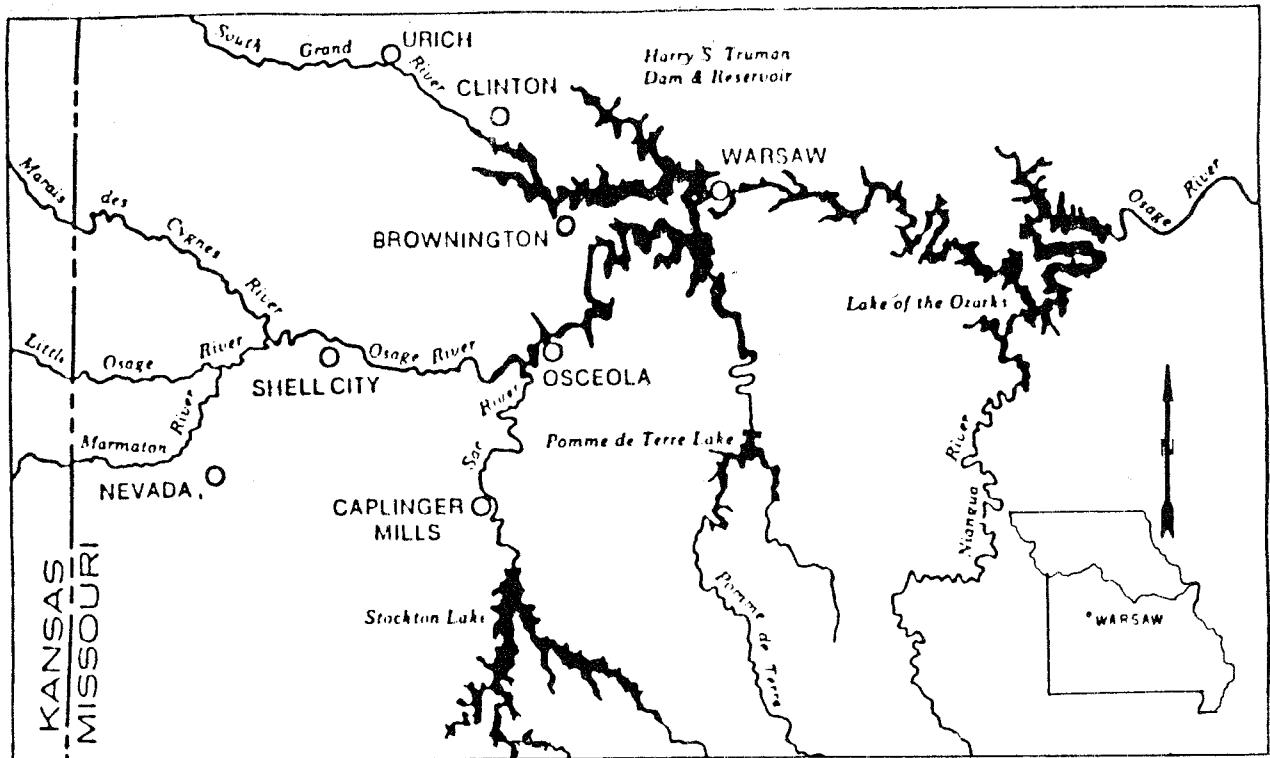 South Grand River
URICH
CLINTON
Harry S. Truman
Dam & Reservoir
WARSAW
Marais des Cygnes River
BROWNINGTON
Osage River
Lake of the Ozarks
Little Osage River
SHELL CITY
Osage River
OSCEOLA
Marmaton River
NEVADA
Sac River
Pomme de Terre Lake
CAPLINGER
MILLS
Niangua River
N
Stockton Lake
Pomme de Terre
WARSAW
KANSAS
MISSOURI